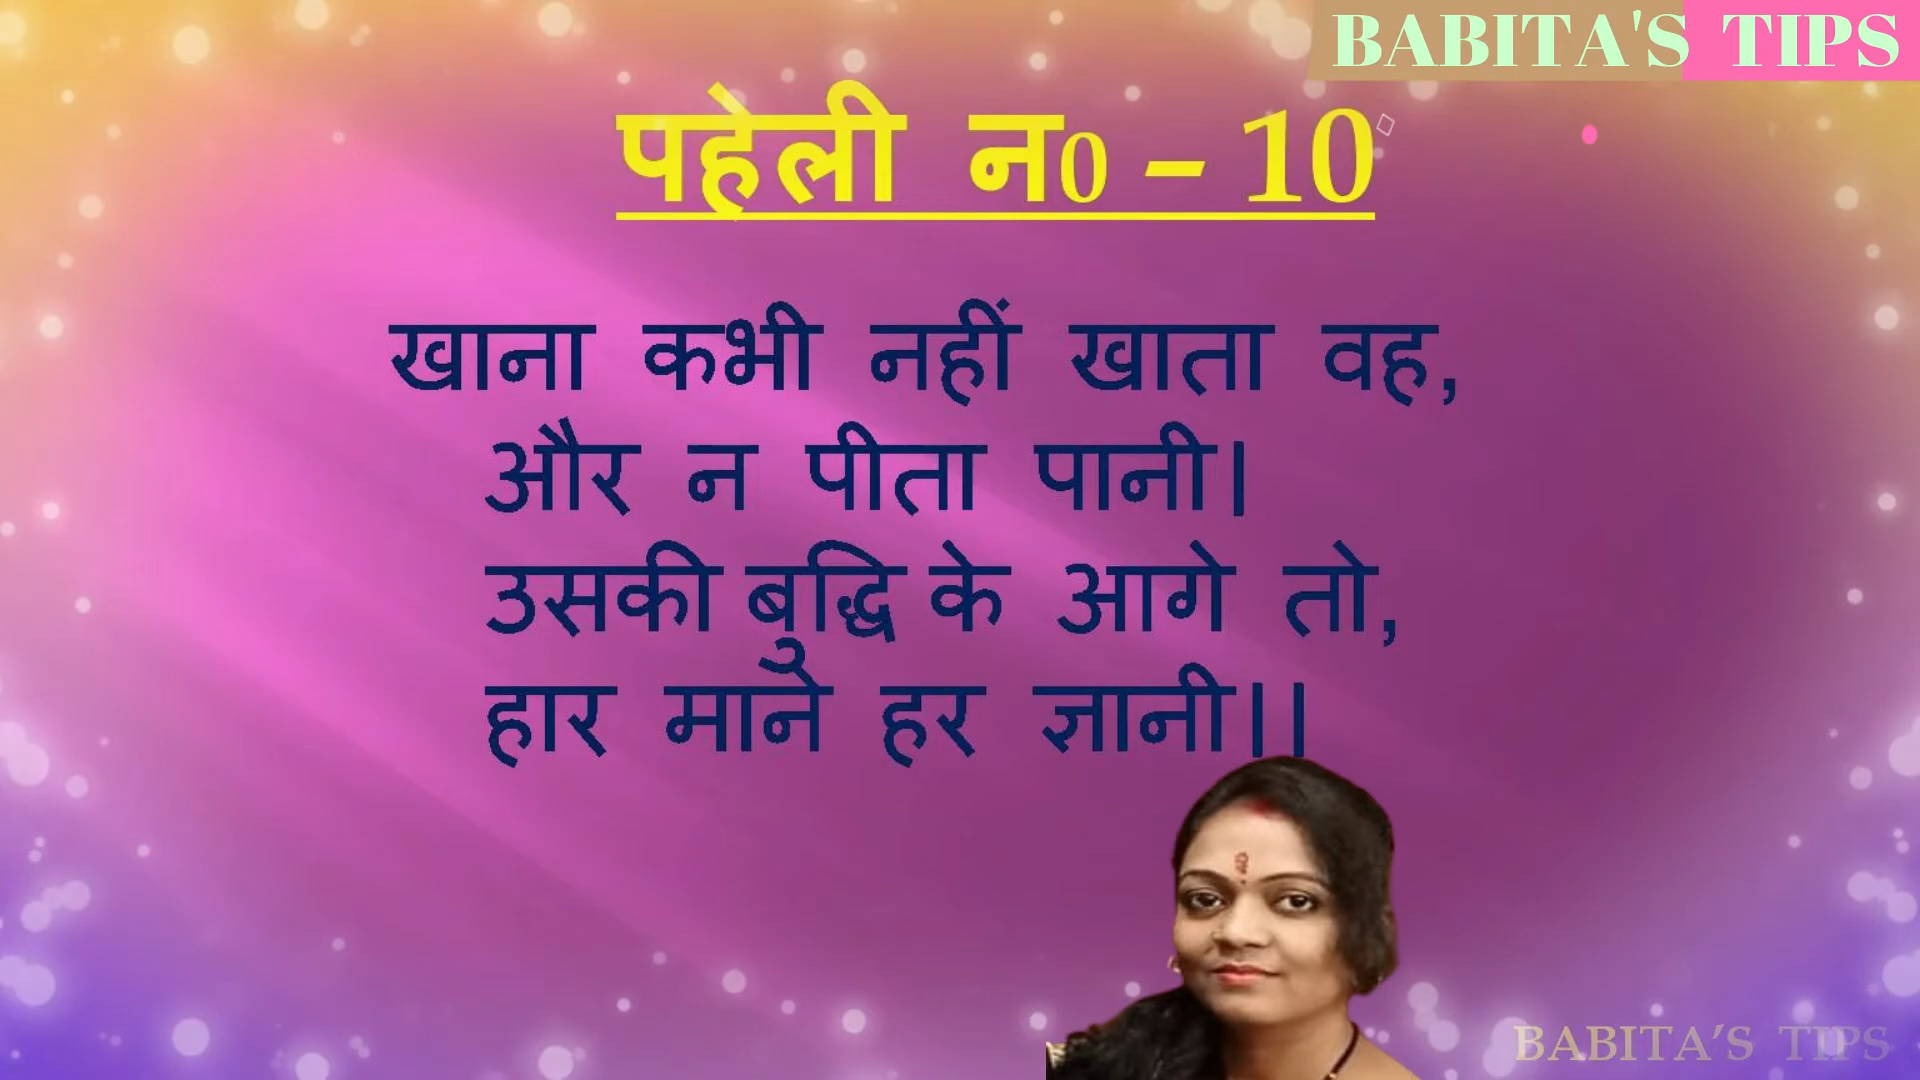 BABITA'S TIPS
पहेली न0 – 10
खाना कभी नहीं खाता वह,
और न पीता पानी।
उसकी बुद्धि के आगे तो,
हार माने हर ज्ञानी।।
BABITA'S TIPS